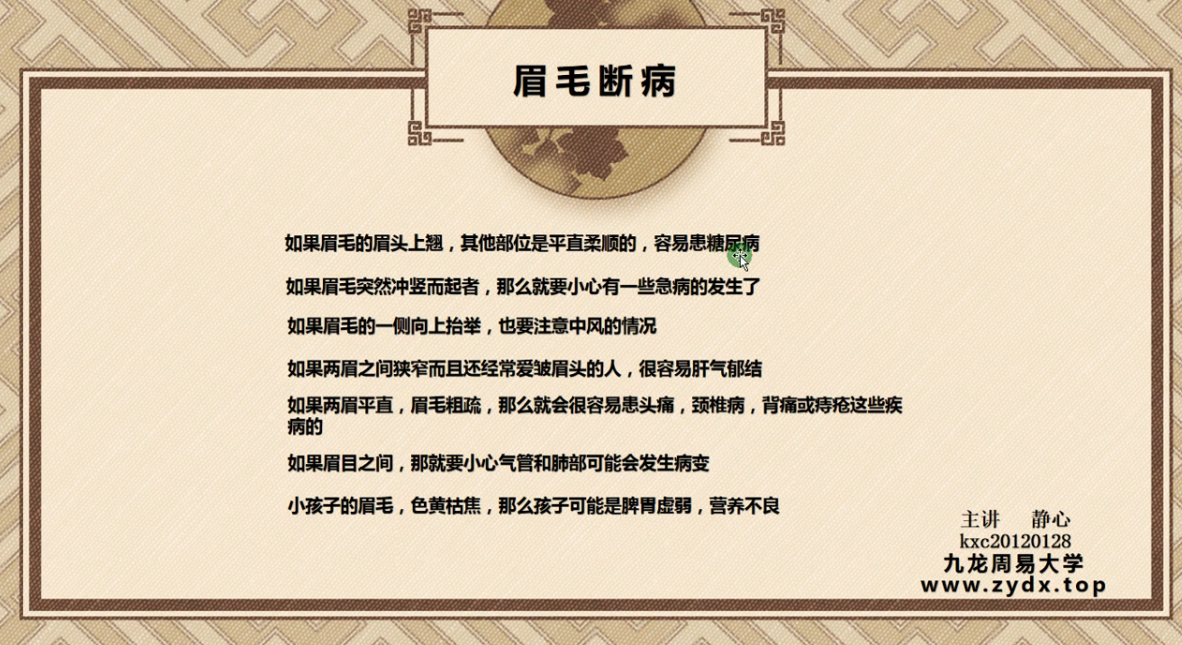 眉毛断病
如果眉毛的眉头上翘，其他部位是平直柔顺的，容易患糖尿病
如果眉毛突然冲竖而起者，那么就要小心有一些急病的发生了
如果眉毛的一侧向上抬举，也要注意中风的情况
如果两眉之间狭窄而且还经常爱皱眉头的人，很容易肝气郁结
如果两眉平直，眉毛粗疏，那么就会很容易患头痛，颈椎病，背痛或痔疮这些疾
病的
如果眉目之间，那就要小心气管和肺部可能会发生病变
小孩子的眉毛，色黄枯焦，那么孩子可能是脾胃虚弱，营养不良
主讲 静心
kxc20120128
九龙周易大学
www.zydx.top